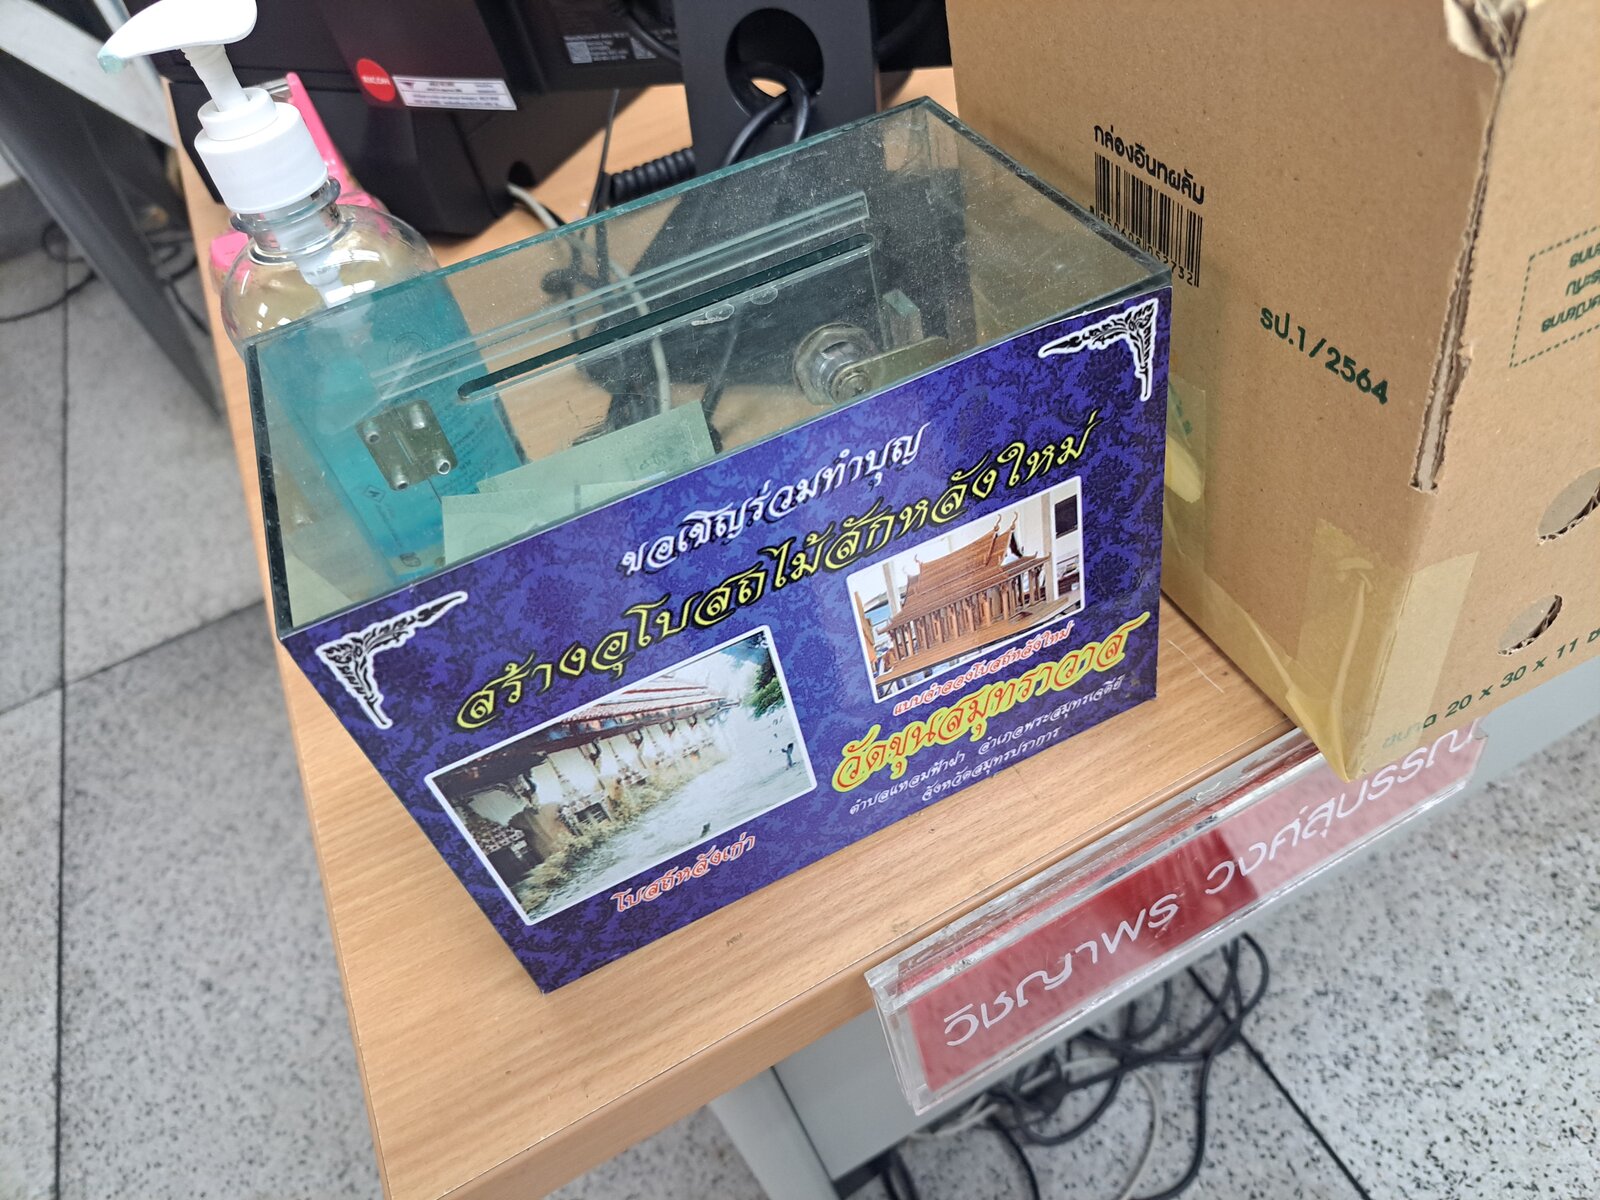 ขอเชิญร่วมทำบุญ
สร้างอุโบสถไม้สักหลังใหม่
แบบจำลองโบสถ์หลังใหม่
วัดขุนสมุทราวาส
ตำบลแหลมฟ้าผ่า อำเภอพระสมุทรเจดีย์
จังหวัดสมุทรปราการ
โบสถ์หลังเก่า
กล่องอินทผลัม
รป.1/2564
20 x 30 x 11
วิชญาพร วงศ์สุบรรณ